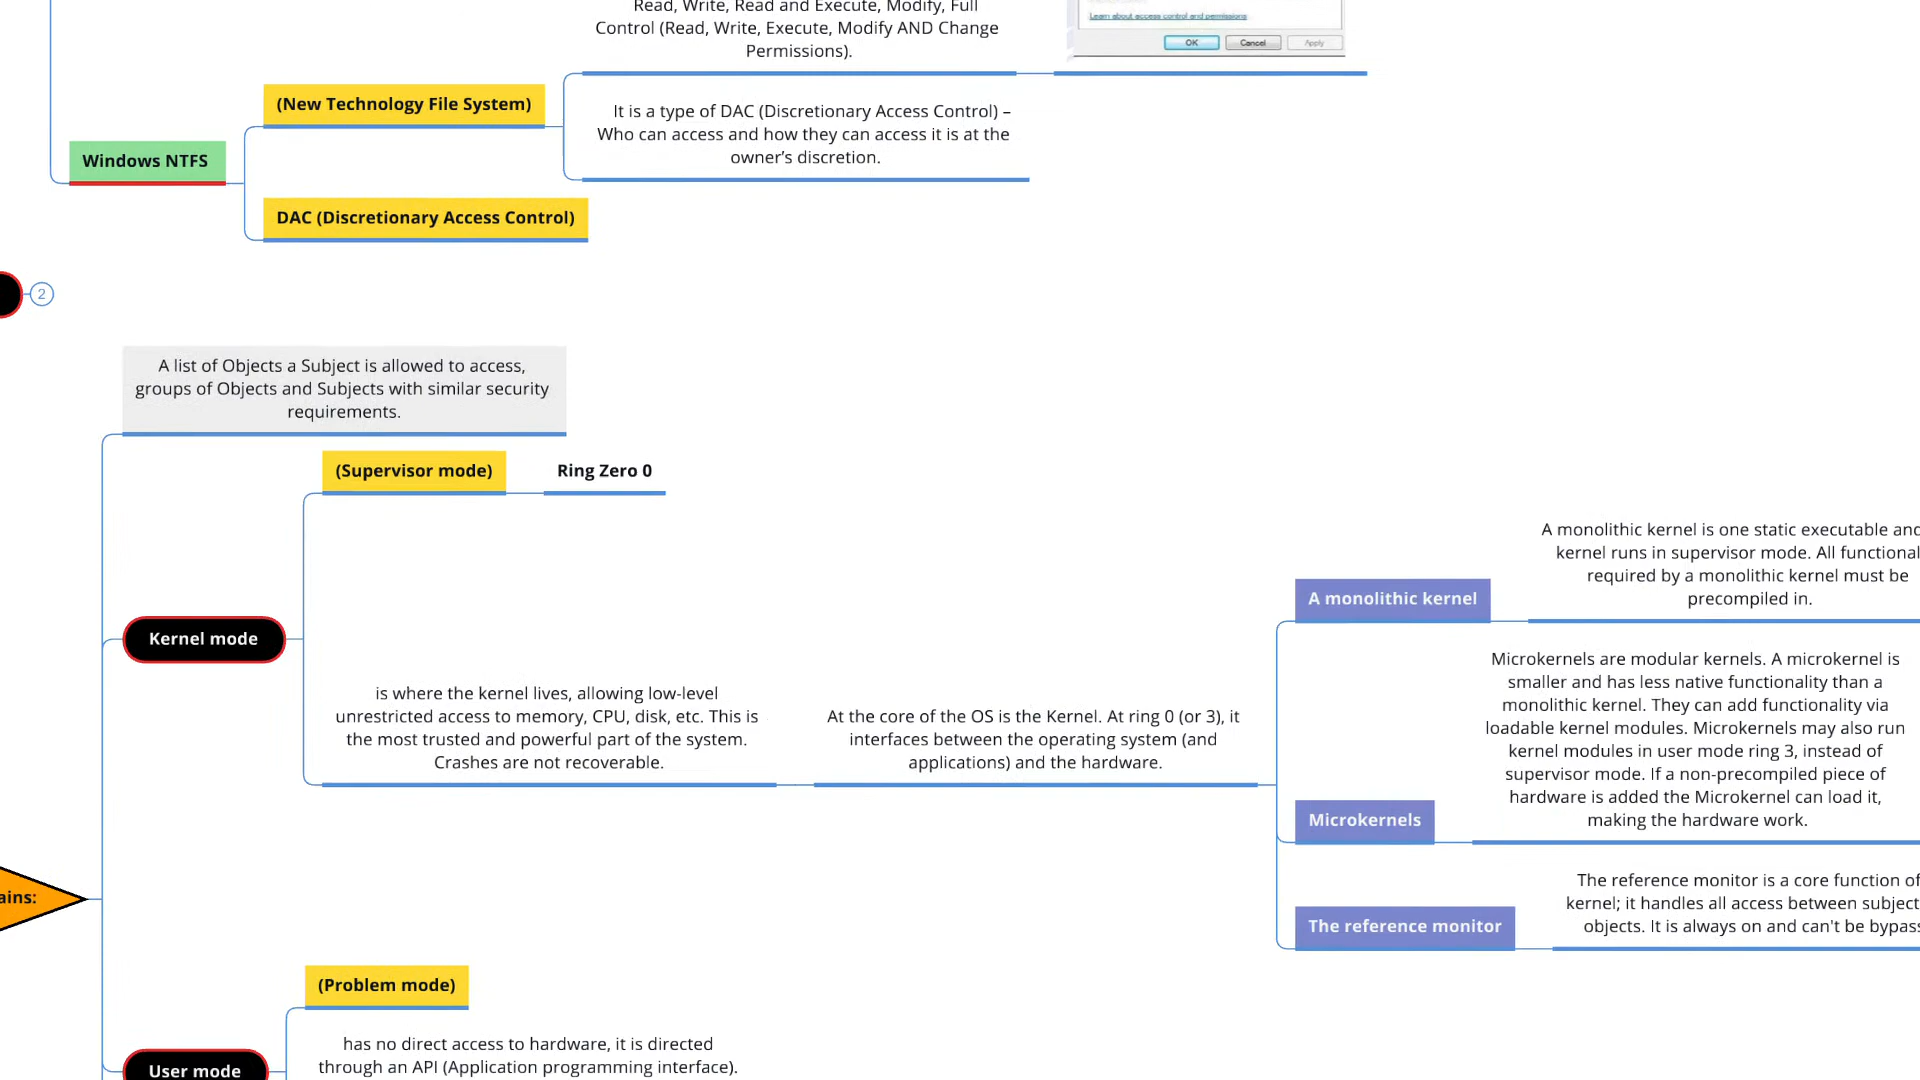 Read, Write, Read and Execute, Modify, Full
Control (Read, Write, Execute, Modify AND Change
Permissions).
Learn about access control and permissions
OK
Cancel
Apply
(New Technology File System)
It is a type of DAC (Discretionary Access Control) –
Who can access and how they can access it is at the
owner’s discretion.
Windows NTFS
DAC (Discretionary Access Control)
2
A list of Objects a Subject is allowed to access,
groups of Objects and Subjects with similar security
requirements.
(Supervisor mode)
Ring Zero 0
Kernel mode
is where the kernel lives, allowing low-level
unrestricted access to memory, CPU, disk, etc. This is
the most trusted and powerful part of the system.
Crashes are not recoverable.
At the core of the OS is the Kernel. At ring 0 (or 3), it
interfaces between the operating system (and
applications) and the hardware.
A monolithic kernel
A monolithic kernel is one static executable and
kernel runs in supervisor mode. All functional
required by a monolithic kernel must be
precompiled in.
Microkernels
Microkernels are modular kernels. A microkernel is
smaller and has less native functionality than a
monolithic kernel. They can add functionality via
loadable kernel modules. Microkernels may also run
kernel modules in user mode ring 3, instead of
supervisor mode. If a non-precompiled piece of
hardware is added the Microkernel can load it,
making the hardware work.
The reference monitor
The reference monitor is a core function of
kernel; it handles all access between subject
objects. It is always on and can't be bypass
ains:
(Problem mode)
User mode
has no direct access to hardware, it is directed
through an API (Application programming interface).